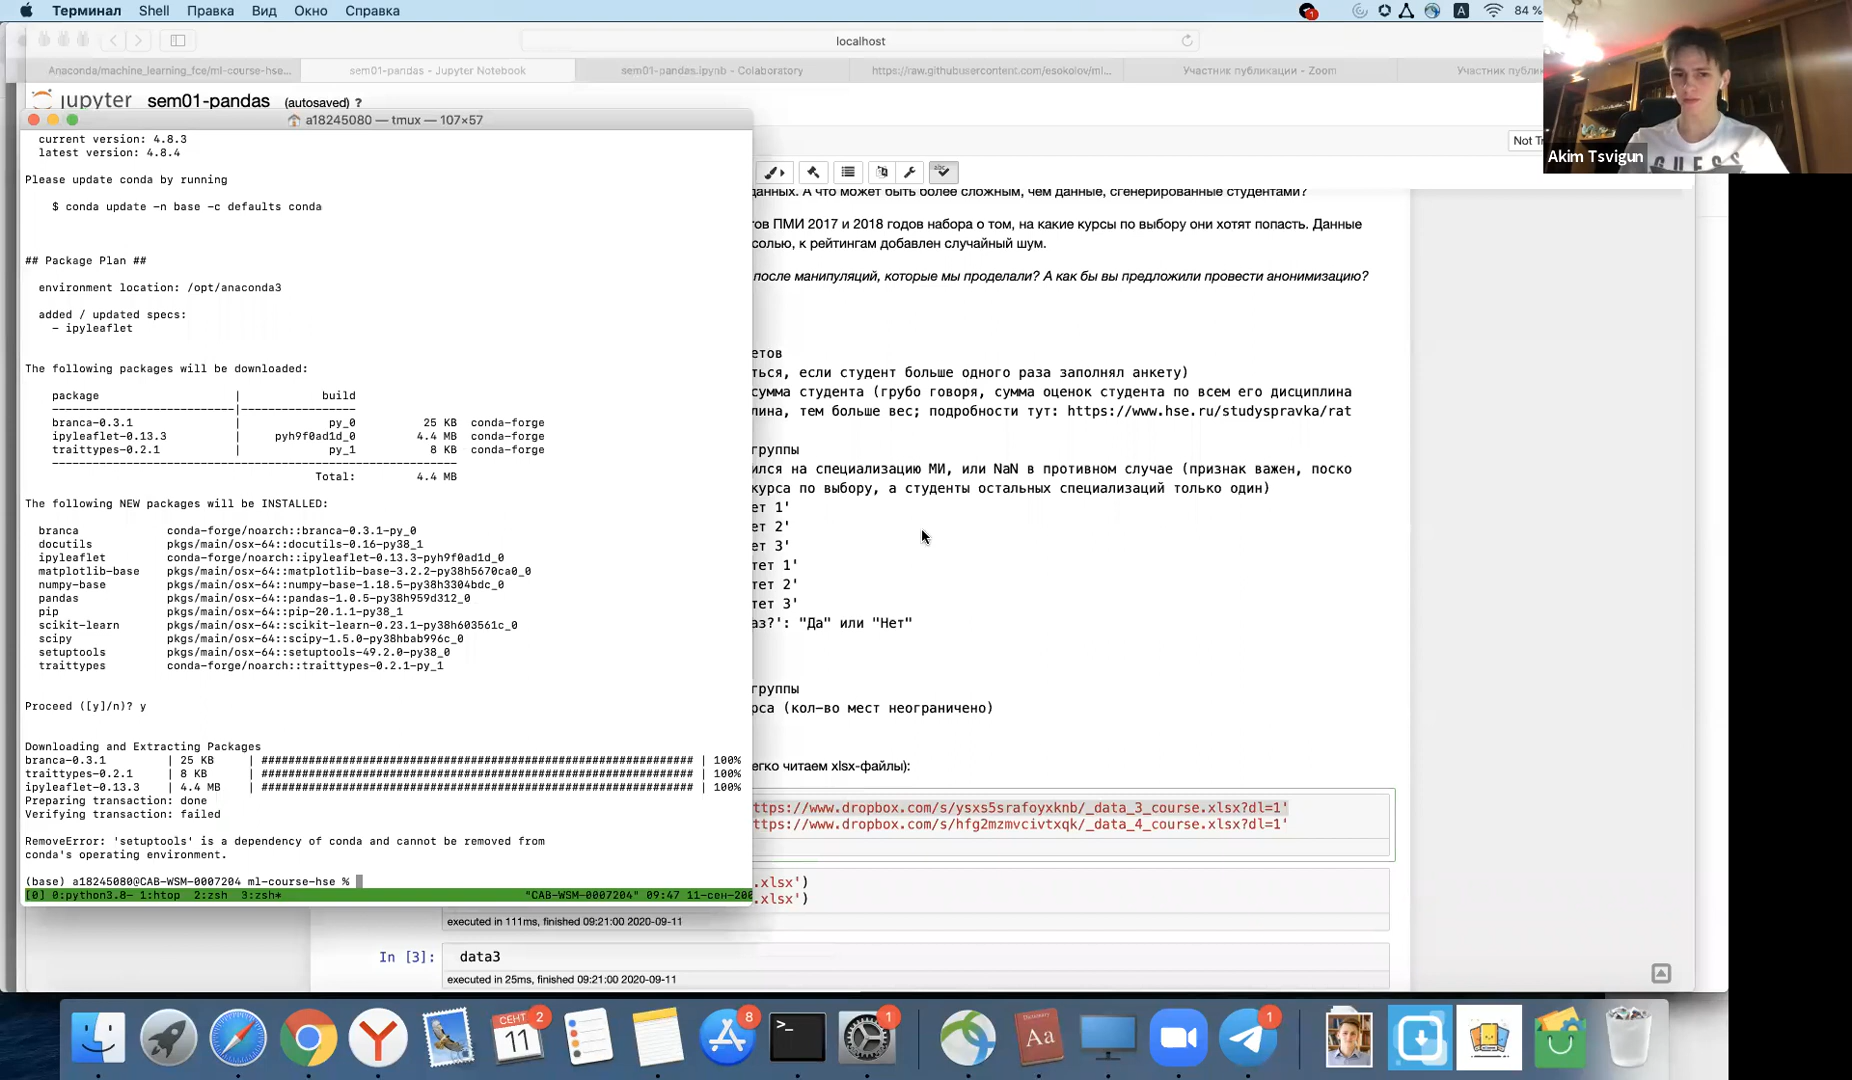 Терминал Shell Правка Вид Окно Справка
1 A 84 %
localhost
Anaconda/machine_learning_fce/ml-course-hse... sem01-pandas - Jupyter Notebook sem01-pandas.ipynb - Colaboratory https://raw.githubusercontent.com/esokolov/ml... Участник публикации - Zoom Участник публик
jupyter sem01-pandas (autosaved) ?
a18245080 — tmux — 107×57
Not Tr
Akim Tsvigun
GUESS
current version: 4.8.3
latest version: 4.8.4
Please update conda by running
$ conda update -n base -c defaults conda
## Package Plan ##
environment location: /opt/anaconda3
added / updated specs:
- ipyleaflet
The following packages will be downloaded:
package | build
---------------------------|-----------------
branca-0.3.1 | py_0 25 KB conda-forge
ipyleaflet-0.13.3 | pyh9f0ad1d_0 4.4 MB conda-forge
traittypes-0.2.1 | py_1 8 KB conda-forge
------------------------------------------------------------
Total: 4.4 MB
The following NEW packages will be INSTALLED:
branca conda-forge/noarch::branca-0.3.1-py_0
docutils pkgs/main/osx-64::docutils-0.16-py38_1
ipyleaflet conda-forge/noarch::ipyleaflet-0.13.3-pyh9f0ad1d_0
matplotlib-base pkgs/main/osx-64::matplotlib-base-3.2.2-py38h5670ca0_0
numpy-base pkgs/main/osx-64::numpy-base-1.18.5-py38h3304bdc_0
pandas pkgs/main/osx-64::pandas-1.0.5-py38h959d312_0
pip pkgs/main/osx-64::pip-20.1.1-py38_1
scikit-learn pkgs/main/osx-64::scikit-learn-0.23.1-py38h603561c_0
scipy pkgs/main/osx-64::scipy-1.5.0-py38hbab996c_0
setuptools pkgs/main/osx-64::setuptools-49.2.0-py38_0
traittypes conda-forge/noarch::traittypes-0.2.1-py_1
Proceed ([y]/n)? y
Downloading and Extracting Packages
branca-0.3.1 | 25 KB | ################################################################ | 100%
traittypes-0.2.1 | 8 KB | ################################################################ | 100%
ipyleaflet-0.13.3 | 4.4 MB | ################################################################ | 100%
Preparing transaction: done
Verifying transaction: failed
RemoveError: 'setuptools' is a dependency of conda and cannot be removed from
conda's operating environment.
(base) a18245080@CAB-WSM-0007204 ml-course-hse %
[0] 0:python3.8- 1:htop 2:zsh 3:zsh* "CAB-WSM-0007204" 09:47 11-сен-200
данных. А что может быть более сложным, чем данные, сгенерированные студентами?
тов ПМИ 2017 и 2018 годов набора о том, на какие курсы по выбору они хотят попасть. Данные
солью, к рейтингам добавлен случайный шум.
после манипуляций, которые мы проделали? А как бы вы предложили провести анонимизацию?
етов
ться, если студент больше одного раза заполнял анкету)
сумма студента (грубо говоря, сумма оценок студента по всем его дисциплина
лина, тем больше вес; подробности тут: https://www.hse.ru/studyspravka/rat
группы
ился на специализацию МИ, или NaN в противном случае (признак важен, поско
курса по выбору, а студенты остальных специализаций только один)
ет 1'
ет 2'
ет 3'
тет 1'
тет 2'
тет 3'
аз?': "Да" или "Нет"
группы
рса (кол-во мест неограничено)
егко читаем xlsx-файлы):
ttps://www.dropbox.com/s/ysxs5srafoyxknb/_data_3_course.xlsx?dl=1'
ttps://www.dropbox.com/s/hfg2mzmvcivtxqk/_data_4_course.xlsx?dl=1'
.xlsx')
.xlsx')
executed in 111ms, finished 09:21:00 2020-09-11
In [3]: data3
executed in 25ms, finished 09:21:00 2020-09-11
СЕНТ
11
2 8 1 1
Aa